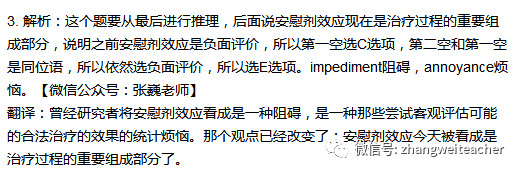 3. 解析：这个题要从最后进行推理，后面说安慰剂效应现在是治疗过程的重要组
成部分，说明之前安慰剂效应是负面评价，所以第一空选C选项，第二空和第一空
是同位语，所以依然选负面评价，所以选E选项。impediment阻碍，annoyance烦
恼。【微信公众号：张巍老师】
翻译：曾经研究者将安慰剂效应看成是一种阻碍，是一种那些尝试客观评估可能
的合法治疗的效果的统计烦恼。那个观点已经改变了：安慰剂效应今天被看成是
治疗过程的重要组成部分了。
微信号: zhangweiteacher